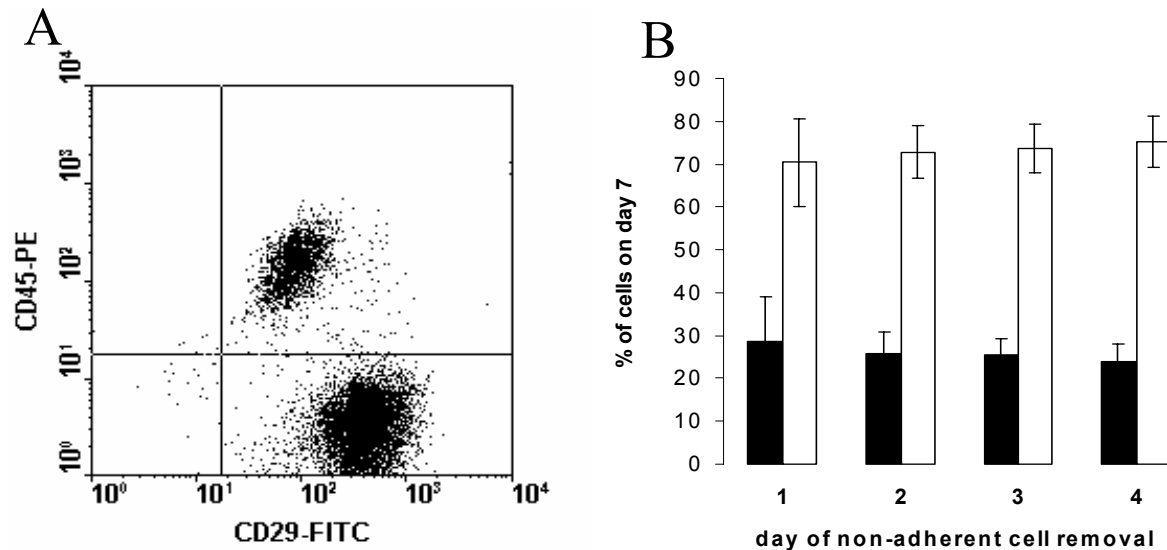 A
10⁴
10³
10²
10¹
10⁰
CD45-PE
10⁰ 10¹ 10² 10³ 10⁴
CD29-FITC
B
90
80
70
60
50
40
30
20
10
0
% of cells on day 7
1 2 3 4
day of non-adherent cell removal